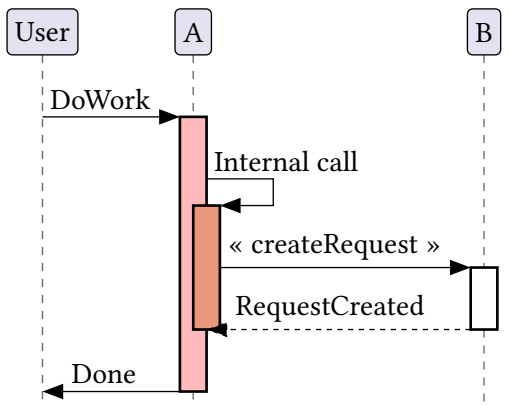 User
A
B
DoWork
Internal call
« createRequest »
RequestCreated
Done